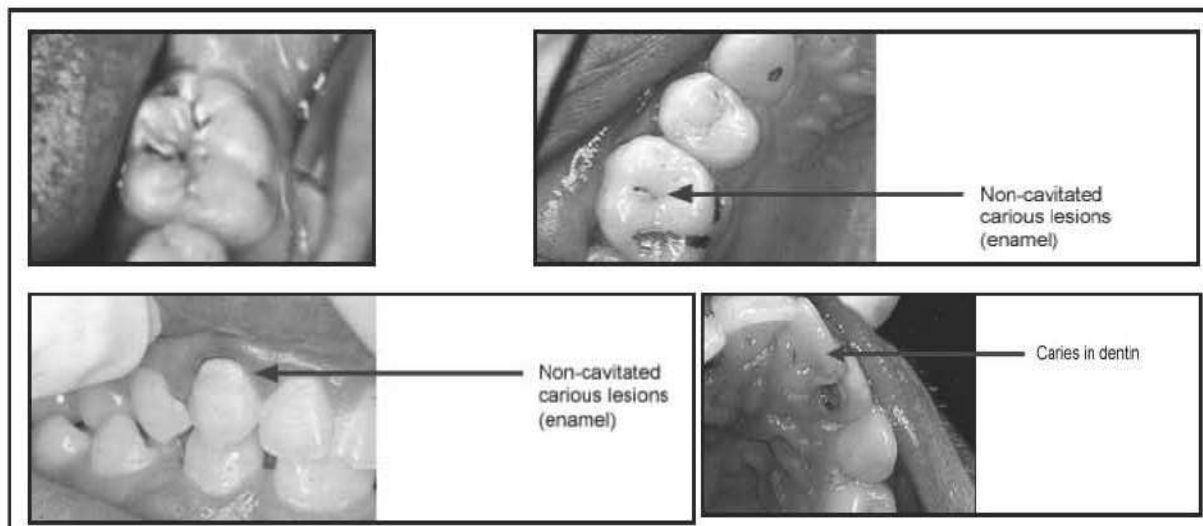 Non-cavitated
carious lesions
(enamel)
Non-cavitated
carious lesions
(enamel)
Caries in dentin